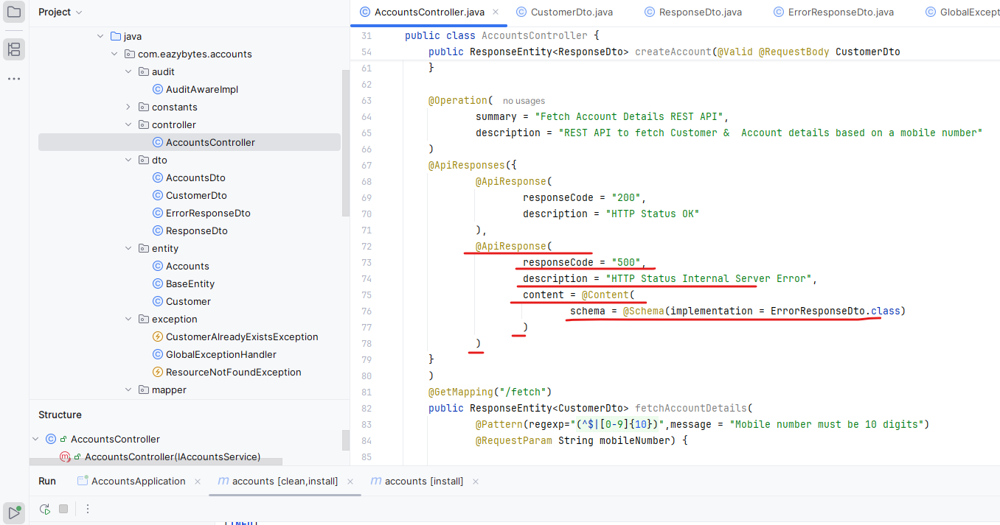 Project
AccountsController.java
CustomerDto.java
ResponseDto.java
ErrorResponseDto.java
GlobalExcept
java
com.eazybytes.accounts
audit
AuditAwareImpl
constants
controller
AccountsController
dto
AccountsDto
CustomerDto
ErrorResponseDto
ResponseDto
entity
Accounts
BaseEntity
Customer
exception
CustomerAlreadyExistsException
GlobalExceptionHandler
ResourceNotFoundException
mapper
Structure
AccountsController
AccountsController(IAccountsService)
31 public class AccountsController {
54 public ResponseEntity<ResponseDto> createAccount(@Valid @RequestBody CustomerDto
61 }
62
63 @Operation( no usages
64 summary = "Fetch Account Details REST API",
65 description = "REST API to fetch Customer &  Account details based on a mobile number"
66 )
67 @ApiResponses({
68 @ApiResponse(
69 responseCode = "200",
70 description = "HTTP Status OK"
71 ),
72 @ApiResponse(
73 responseCode = "500",
74 description = "HTTP Status Internal Server Error",
75 content = @Content(
76 schema = @Schema(implementation = ErrorResponseDto.class)
77 )
78 )
79 }
80 )
81 @GetMapping("/fetch")
82 public ResponseEntity<CustomerDto> fetchAccountDetails(
83 @Pattern(regexp="(^$|[0-9]{10})",message = "Mobile number must be 10 digits")
84 @RequestParam String mobileNumber) {
85
Run
AccountsApplication
accounts [clean,install]
accounts [install]